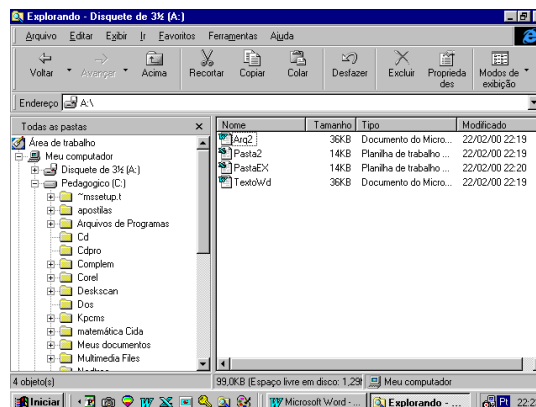 Explorando - Disquete de 3½ (A:)
Arquivo Editar Exibir Ir Favoritos Ferramentas Ajuda
Voltar Avançar Acima Recortar Copiar Colar Desfazer Excluir Proprieda des Modos de exibição
Endereço A:\
Todas as pastas
Nome Tamanho Tipo Modificado
Área de trabalho
Meu computador
Disquete de 3½ (A:)
Pedagogico (C:)
~mssetup.t
apostilas
Arquivos de Programas
Cd
Cdpro
Complem
Corel
Deskscan
Dos
Kpcms
matemática Cida
Meus documentos
Multimedia Files
Arq2 36KB Documento do Micro... 22/02/00 22:19
Pasta2 14KB Planilha de trabalho ... 22/02/00 22:19
PastaEX 14KB Planilha de trabalho ... 22/02/00 22:20
TextoWd 36KB Documento do Micro... 22/02/00 22:19
4 objeto(s) 99,0KB (Espaço livre em disco: 1,29 Meu computador
Iniciar Microsoft Word - ... Explorando - ... Pt 22:2